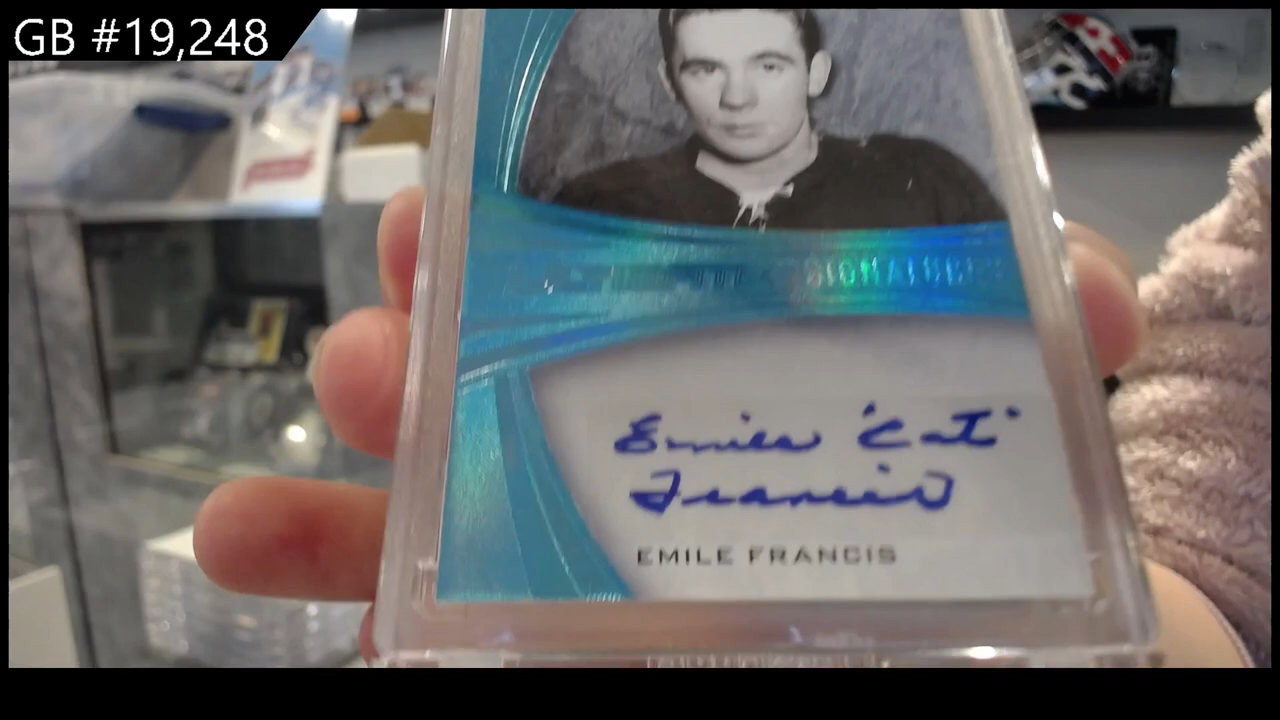 GB #19,248
SIGNATURES
Emile 'Cat'
Francis
EMILE FRANCIS